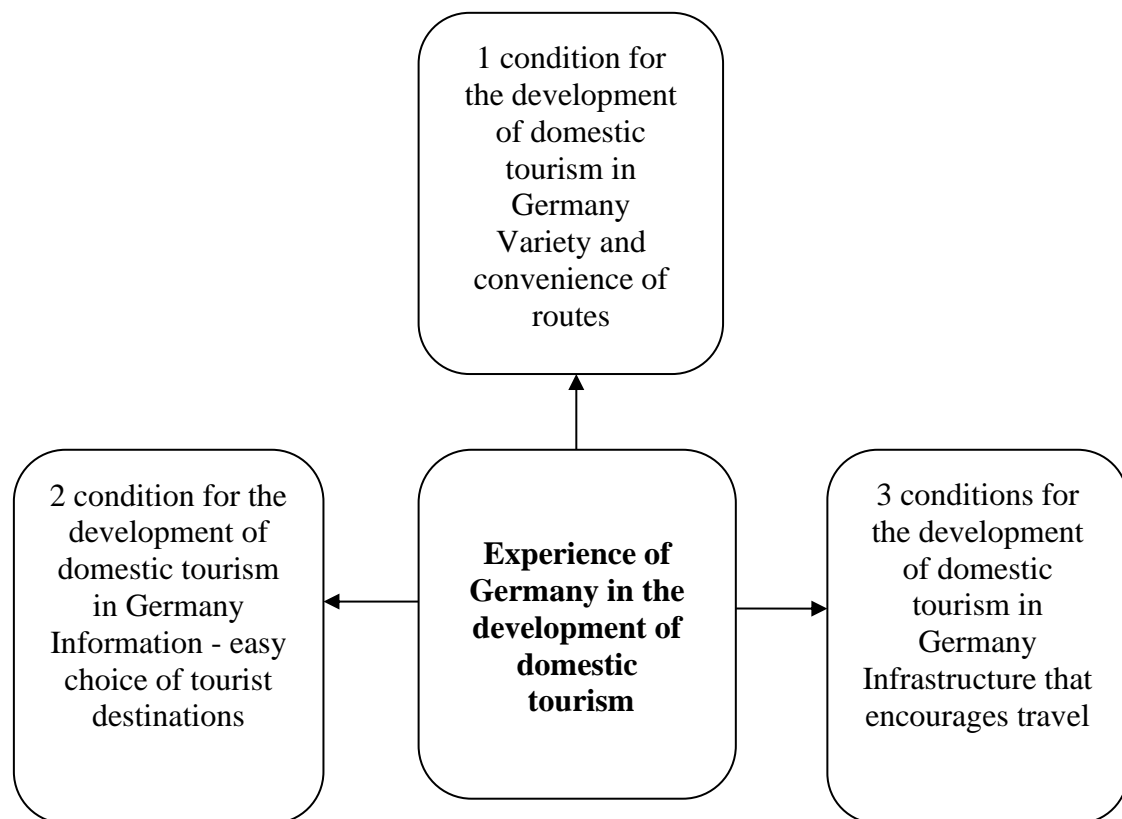 1 condition for
the development
of domestic
tourism in
Germany
Variety and
convenience of
routes
2 condition for the
development of
domestic tourism
in Germany
Information - easy
choice of tourist
destinations
Experience of
Germany in the
development of
domestic
tourism
3 conditions for
the development
of domestic
tourism in
Germany
Infrastructure that
encourages travel